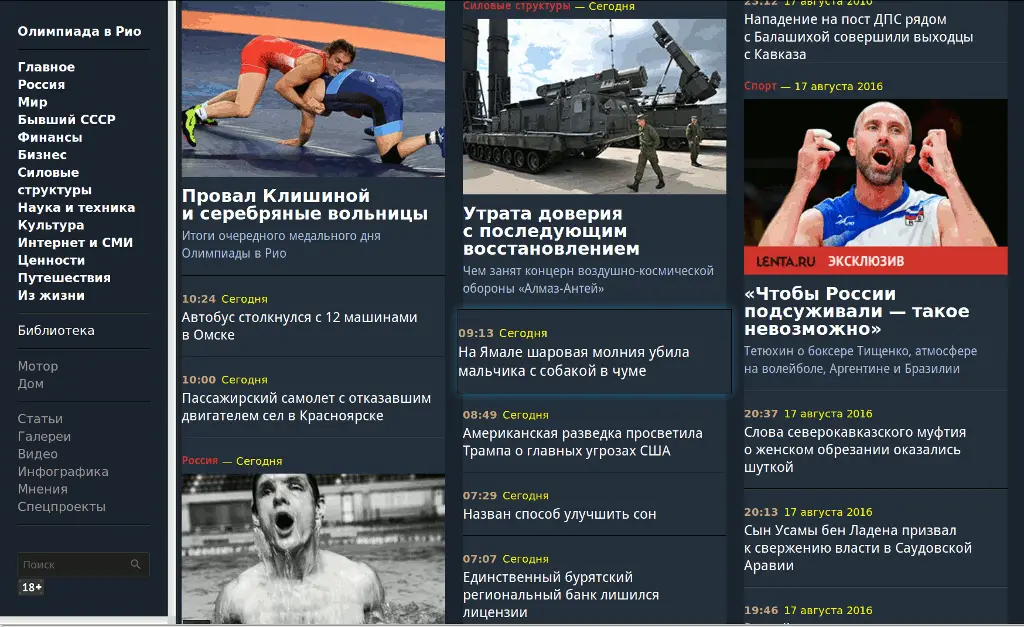 Олимпиада в Рио
Главное
Россия
Мир
Бывший СССР
Финансы
Бизнес
Силовые
структуры
Наука и техника
Культура
Интернет и СМИ
Ценности
Путешествия
Из жизни
Библиотека
Мотор
Дом
Статьи
Галереи
Видео
Инфографика
Мнения
Спецпроекты
Поиск
18+
Провал Клишиной
и серебряные вольницы
Итоги очередного медального дня
Олимпиады в Рио
10:24 Сегодня
Автобус столкнулся с 12 машинами
в Омске
10:00 Сегодня
Пассажирский самолет с отказавшим
двигателем сел в Красноярске
Россия — Сегодня
Силовые структуры — Сегодня
Утрата доверия
с последующим
восстановлением
Чем занят концерн воздушно-космической
обороны «Алмаз-Антей»
09:13 Сегодня
На Ямале шаровая молния убила
мальчика с собакой в чуме
08:49 Сегодня
Американская разведка просветила
Трампа о главных угрозах США
07:29 Сегодня
Назван способ улучшить сон
07:07 Сегодня
Единственный бурятский
региональный банк лишился
лицензии
23:12 17 августа 2016
Нападение на пост ДПС рядом
с Балашихой совершили выходцы
с Кавказа
Спорт — 17 августа 2016
LENTA.RU ЭКСКЛЮЗИВ
«Чтобы России
подсуживали — такое
невозможно»
Тетюхин о боксере Тищенко, атмосфере
на волейболе, Аргентине и Бразилии
20:37 17 августа 2016
Слова северокавказского муфтия
о женском обрезании оказались
шуткой
20:13 17 августа 2016
Сын Усамы бен Ладена призвал
к свержению власти в Саудовской
Аравии
19:46 17 августа 2016